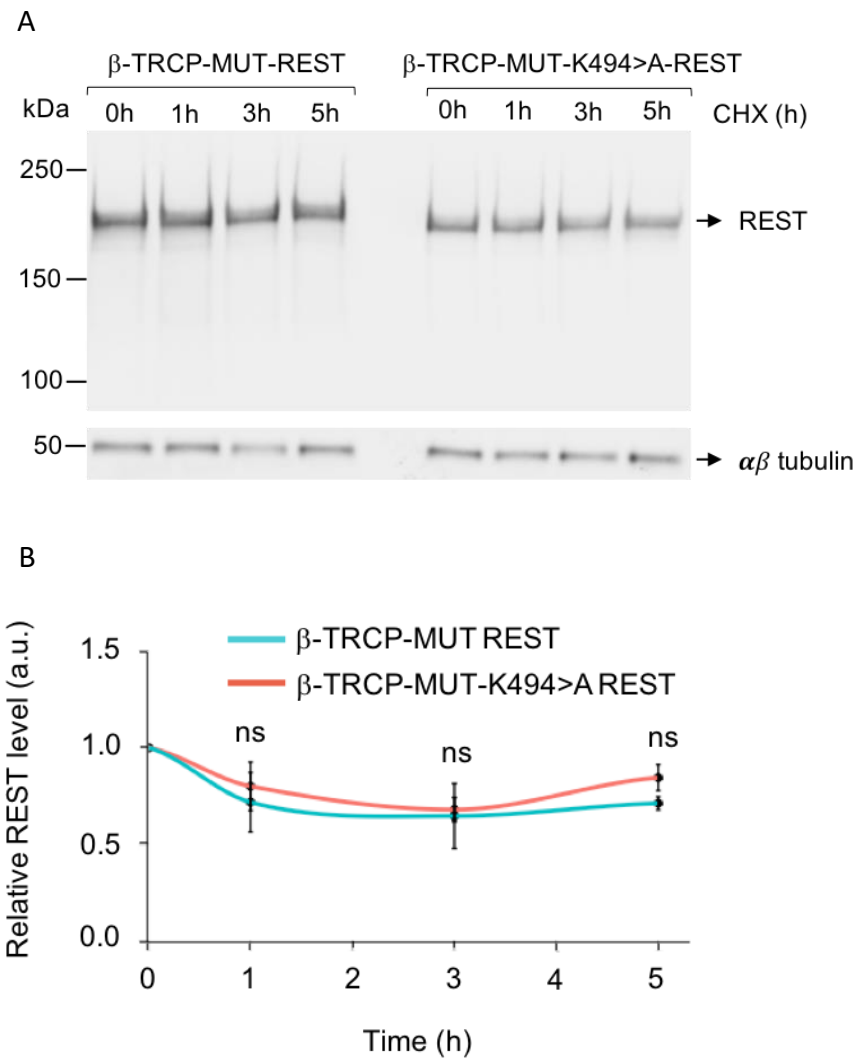 A
β-TRCP-MUT-REST β-TRCP-MUT-K494>A-REST
kDa 0h 1h 3h 5h 0h 1h 3h 5h CHX (h)
250
REST
150
100
50
αβ tubulin
B
Relative REST level (a.u.)
1.5
β-TRCP-MUT REST
β-TRCP-MUT-K494>A REST
1.0
ns ns ns
0.5
0.0
0 1 2 3 4 5
Time (h)